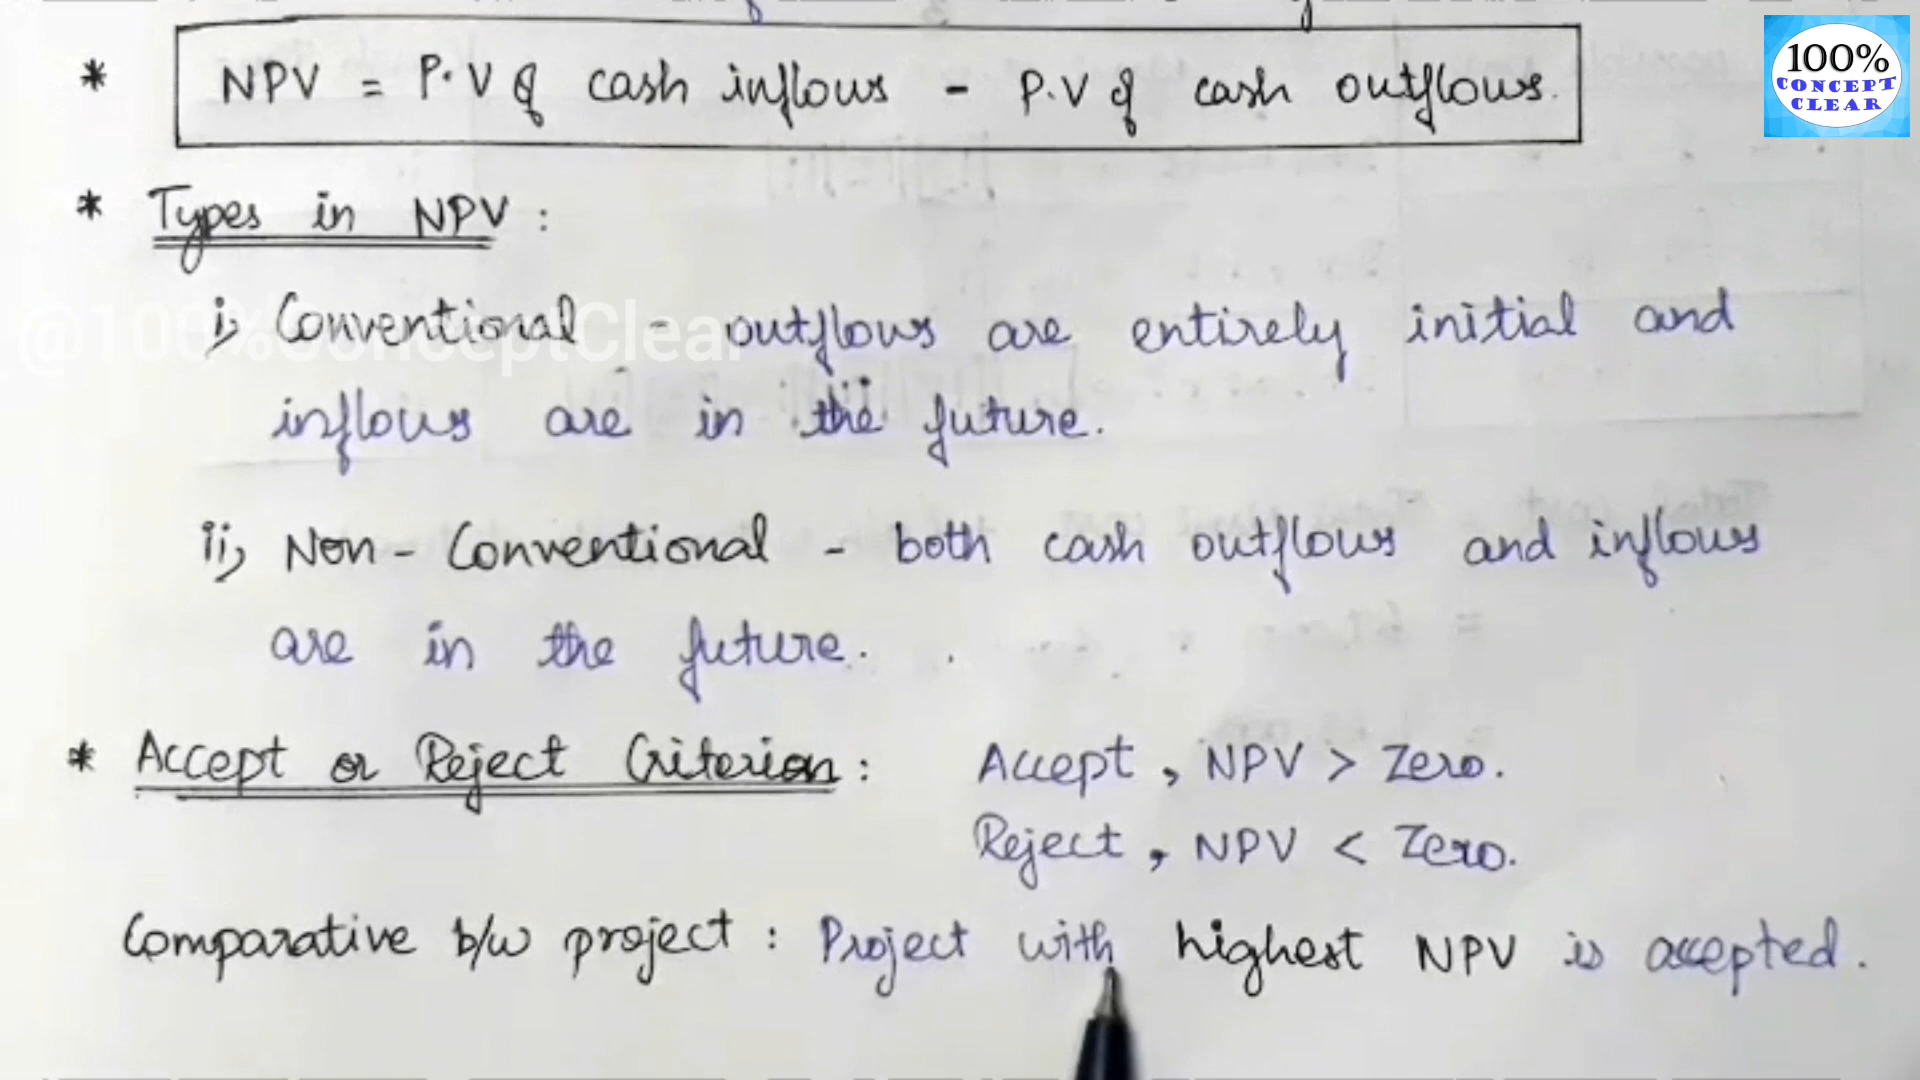 * NPV = P.V of cash inflows - P.V of cash outflows.
* Types in NPV :
i, Conventional - outflows are entirely initial and
inflows are in the future.
ii, Non - Conventional - both cash outflows and inflows
are in the future.
* Accept or Reject Criterion : Accept , NPV > Zero.
Reject , NPV < Zero.
Comparative b/w project : Project with highest NPV is accepted.
100%
CONCEPT
CLEAR
@100%ConceptClear